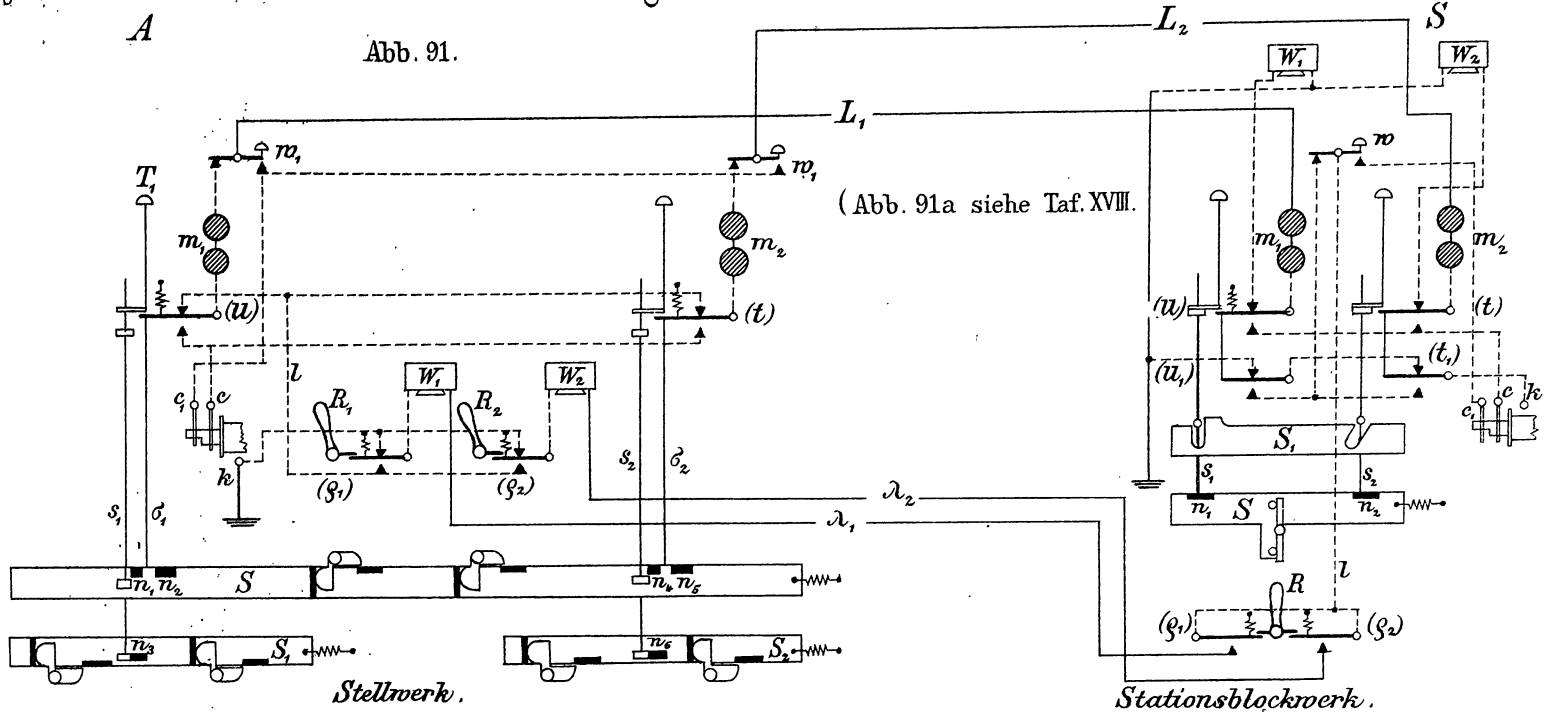 A
Abb. 91.
L₂
S
W₁
W₂
L₁
w₁
w₁
w
T₁
(Abb. 91a siehe Taf. XVIII.
m₁
m₂
m₁
m₂
(u)
(t)
(u)
(t)
(u₁)
(t₁)
l
W₁
W₂
c₁ c
R₁
R₂
c₁ c k
S₁
k
(ϱ₁)
(ϱ₂)
s₂ σ₂
s₁
s₂
λ₂
s₁ σ₁
λ₁
n₁ S n₂
n₁ n₂ S
n₄ n₅
l
R
(ϱ₁)
(ϱ₂)
n₃
S₁
n₆
S₂
Stellwerk.
Stationsblockwerk.